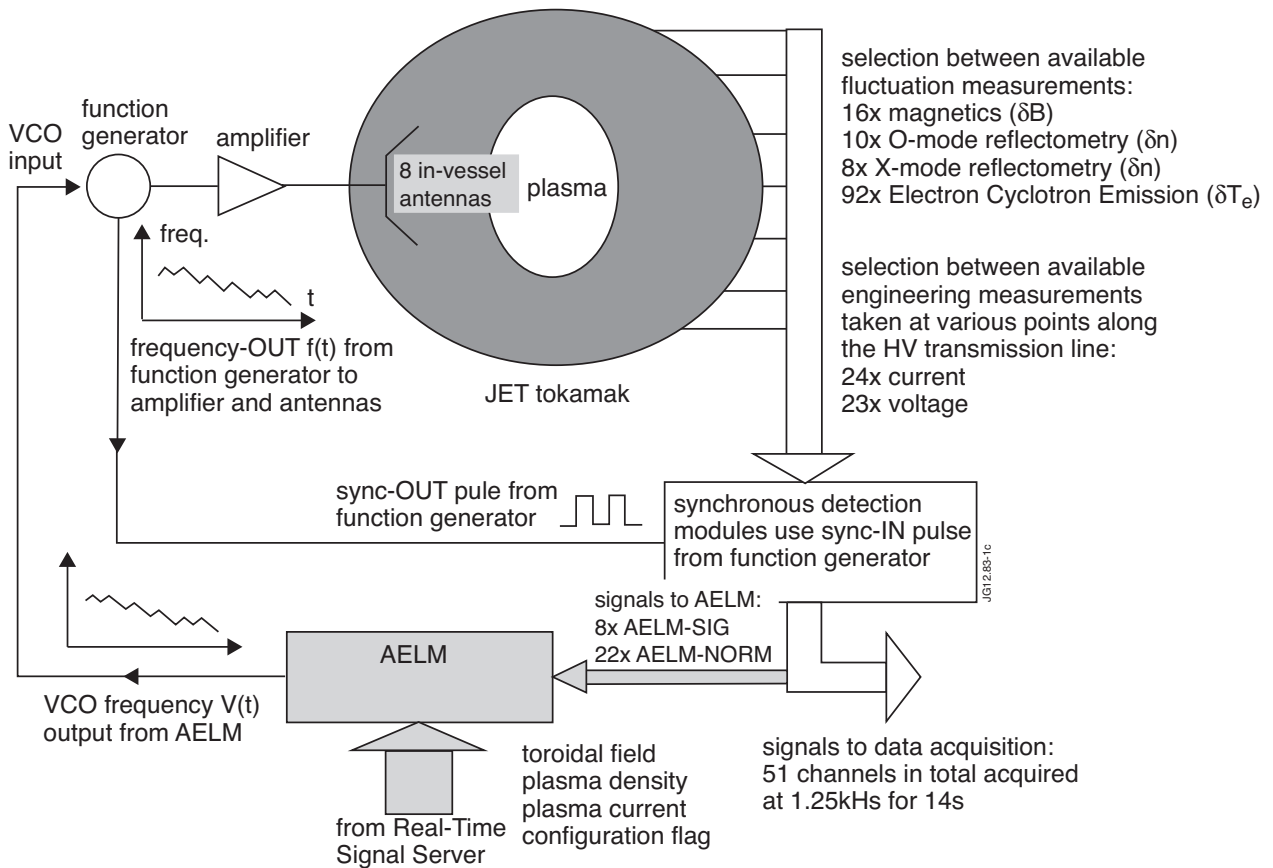 function
generator
VCO
input
amplifier
8 in-vessel
antennas
plasma
JET tokamak
freq.
t
frequency-OUT f(t) from
function generator to
amplifier and antennas
selection between available
fluctuation measurements:
16x magnetics (δB)
10x O-mode reflectometry (δn)
8x X-mode reflectometry (δn)
92x Electron Cyclotron Emission (δTe)
selection between available
engineering measurements
taken at various points along
the HV transmission line:
24x current
23x voltage
sync-OUT pule from
function generator
synchronous detection
modules use sync-IN pulse
from function generator
JG12.83-1c
signals to AELM:
8x AELM-SIG
22x AELM-NORM
AELM
VCO frequency V(t)
output from AELM
toroidal field
plasma density
plasma current
configuration flag
from Real-Time
Signal Server
signals to data acquisition:
51 channels in total acquired
at 1.25kHs for 14s